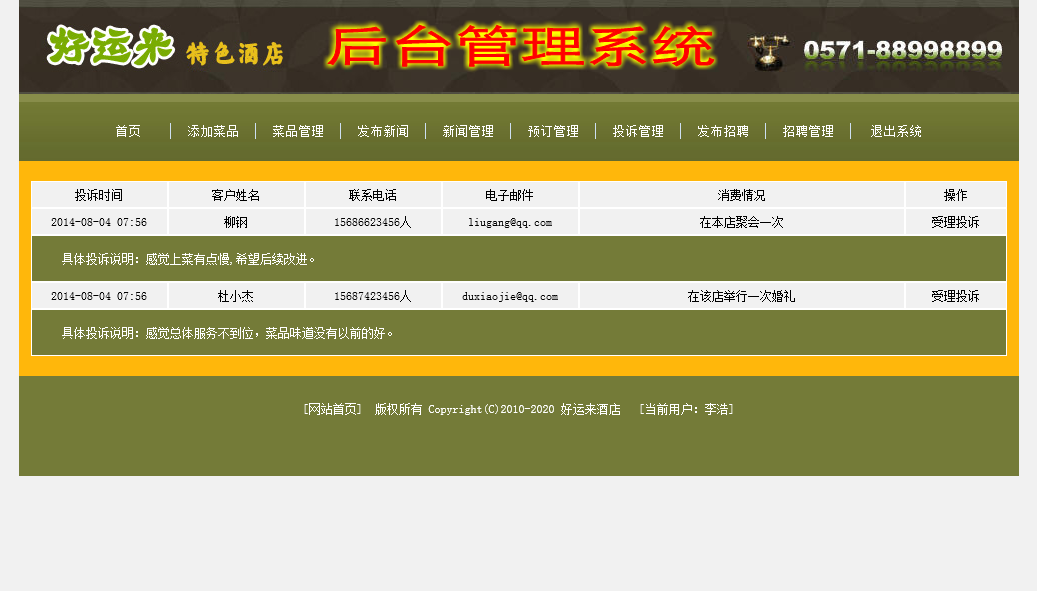 好运来 特色酒店 后台管理系统 0571-88998899
首页 添加菜品 菜品管理 发布新闻 新闻管理 预订管理 投诉管理 发布招聘 招聘管理 退出系统
投诉时间 客户姓名 联系电话 电子邮件 消费情况 操作
2014-08-04 07:56 柳钢 15686623456人 liugang@qq.com 在本店聚会一次 受理投诉
具体投诉说明: 感觉上菜有点慢,希望后续改进。
2014-08-04 07:56 杜小杰 15687423456人 duxiaojie@qq.com 在该店举行一次婚礼 受理投诉
具体投诉说明: 感觉总体服务不到位，菜品味道没有以前的好。
[网站首页] 版权所有 Copyright(C)2010-2020 好运来酒店 [当前用户: 李浩]